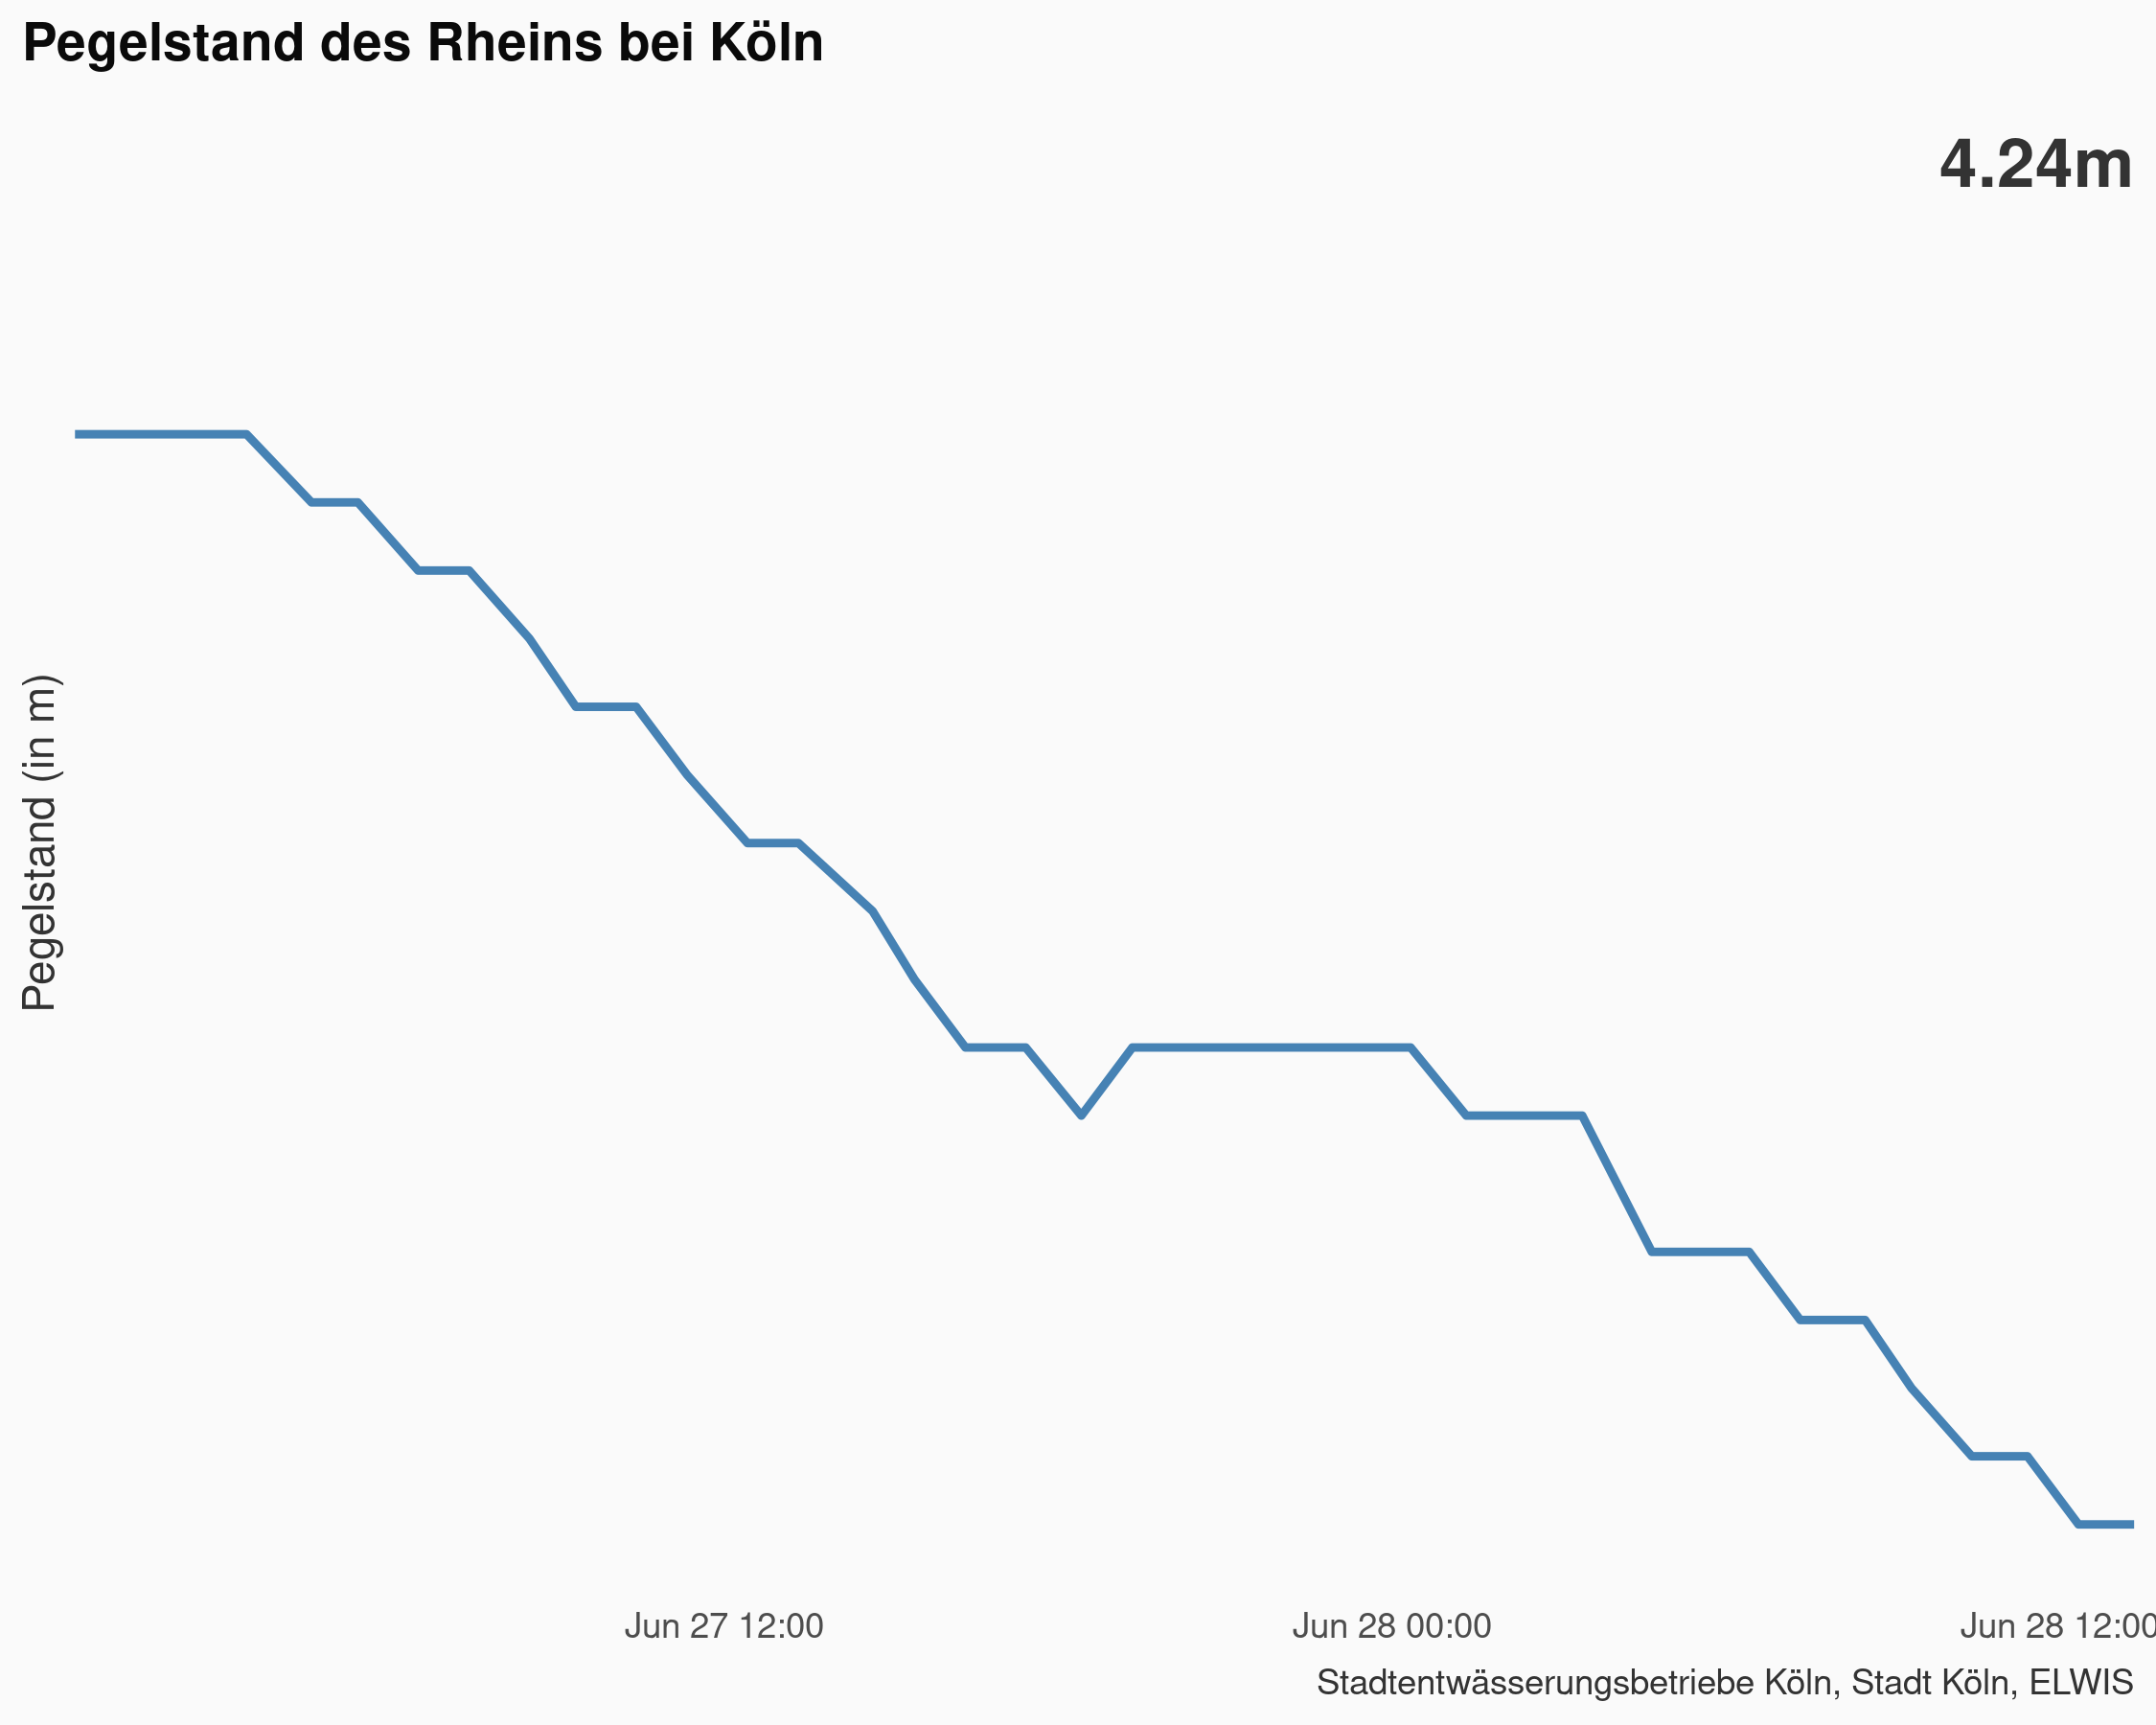 Pegelstand des Rheins bei Köln
4.24m
Pegelstand (in m)
Jun 27 12:00
Jun 28 00:00
Jun 28 12:00
Stadtentwässerungsbetriebe Köln, Stadt Köln, ELWIS